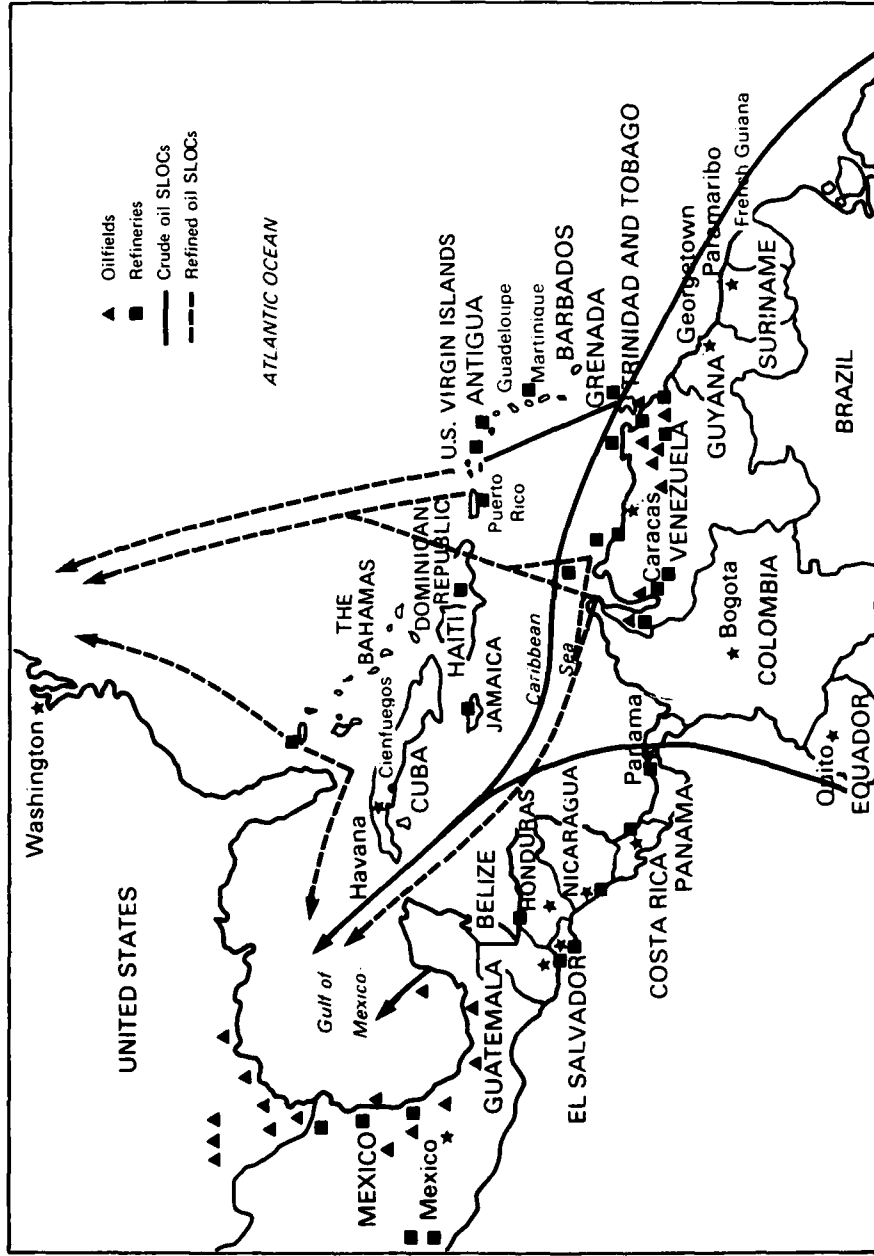 Oilfields
Refineries
Crude oil SLOCs
Refined oil SLOCs
Washington
UNITED STATES
ATLANTIC OCEAN
THE
BAHAMAS
Gulf of
Mexico
Havana
Cienfuegos
CUBA
MEXICO
Mexico
DOMINICAN
REPUBLIC
HAITI
JAMAICA
Puerto
Rico
U.S. VIRGIN ISLANDS
ANTIGUA
Guadeloupe
Martinique
BARBADOS
GRENADA
TRINIDAD AND TOBAGO
Caribbean
Sea
BELIZE
HONDURAS
GUATEMALA
EL SALVADOR
NICARAGUA
COSTA RICA
PANAMA
Panama
Caracas
VENEZUELA
Georgetown
Paramaribo
French Guiana
GUYANA
SURINAME
Bogota
COLOMBIA
Quito
EQUADOR
BRAZIL